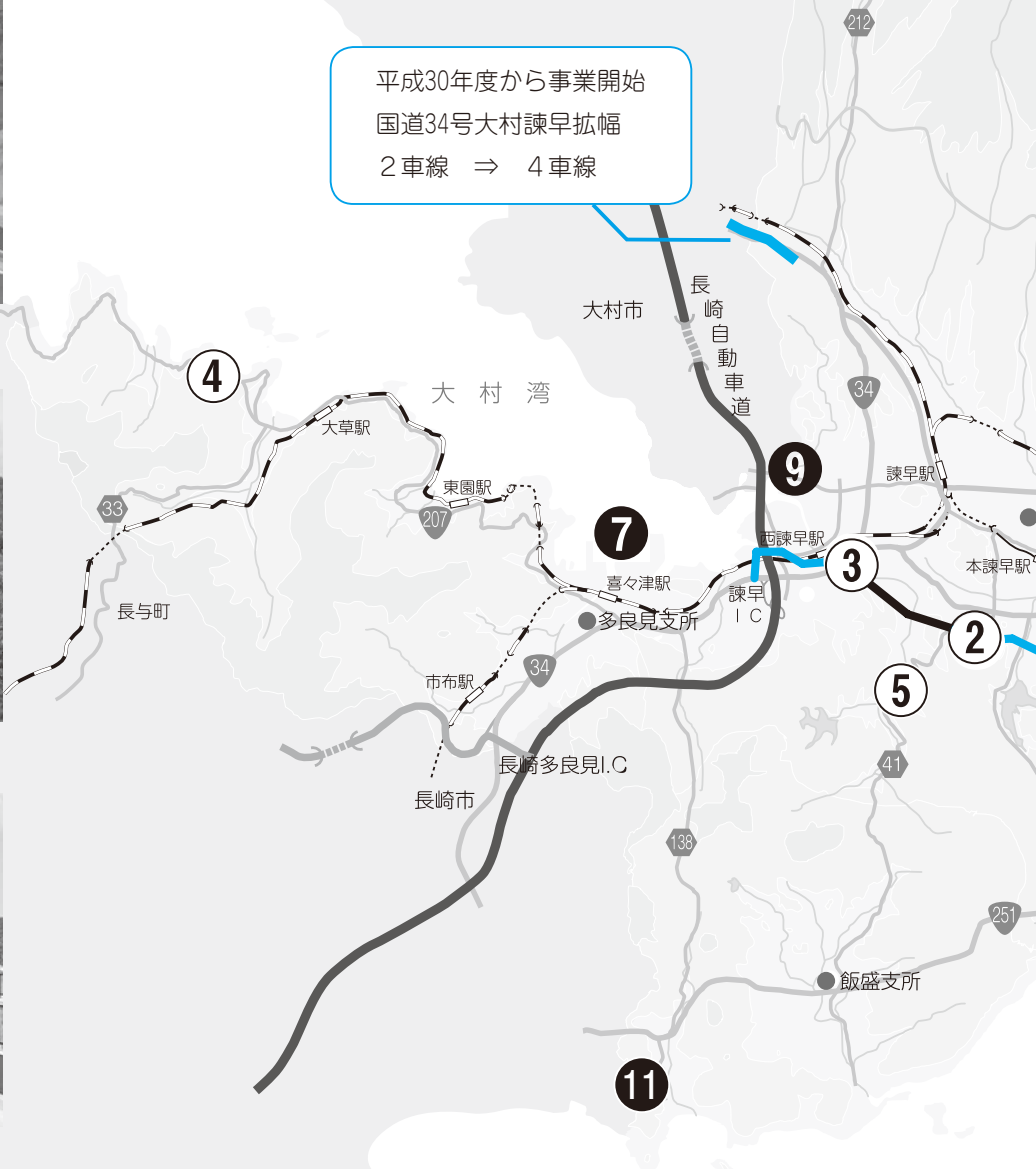 212
平成30年度から事業開始
国道34号大村諫早拡幅
２車線　⇒　４車線
長崎自動車道
大村市
4
34
大村湾
大草駅
9
諫早駅
東園駅
33
207
7
西諫早駅
3
本諫早駅
喜々津駅
諫早
ＩＣ
長与町
多良見支所
2
34
市布駅
5
長崎多良見I.C
41
長崎市
138
251
飯盛支所
11